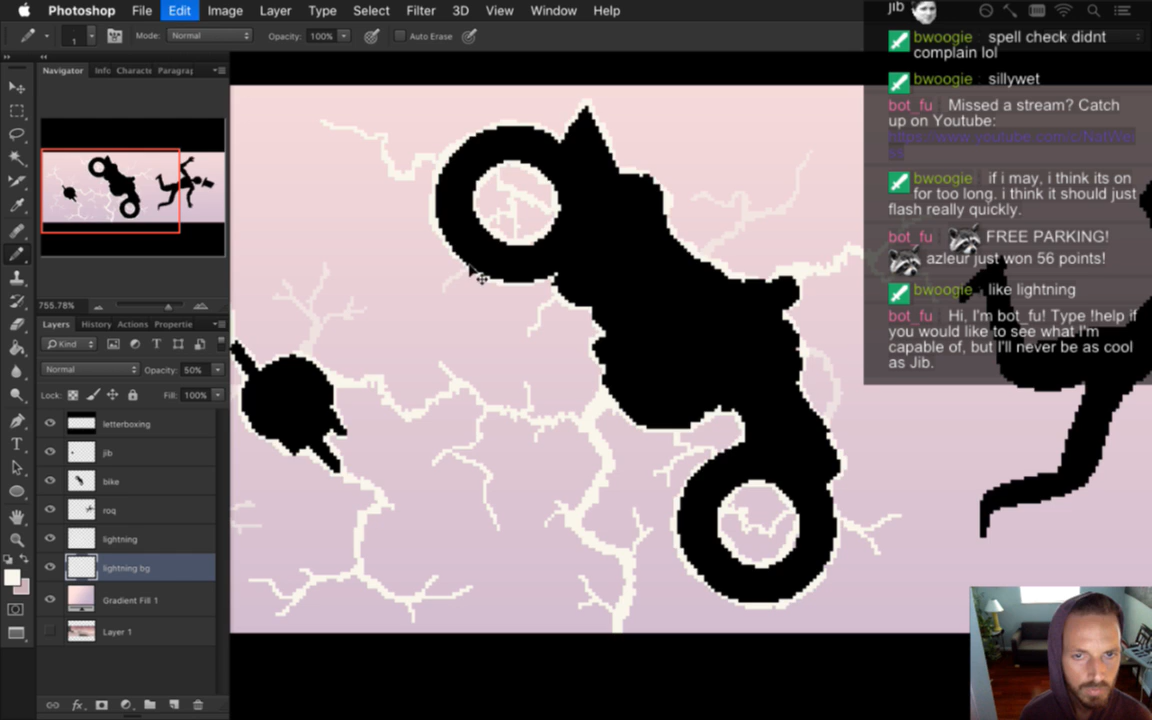 Photoshop File Edit Image Layer Type Select Filter 3D View Window Help
1 Mode: Normal Opacity: 100% Auto Erase
Navigator Info Characte Paragra
755.78%
Layers History Actions Propertie
Kind
Normal Opacity: 50%
Lock: Fill: 100%
letterboxing
jib
bike
roq
lightning
lightning bg
Gradient Fill 1
Layer 1
jib
bwoogie spell check didnt
complain lol
bwoogie sillywet
bot_fu Missed a stream? Catch
up on Youtube:
bot_fu
bwoogie if i may, i think its on
for too long. i think it should just
flash really quickly.
bot_fu FREE PARKING!
azleur just won 56 points!
bwoogie like lightning
bot_fu Hi, I'm bot_fu! Type !help if
you would like to see what I'm
capable of, but I'll never be as cool
as Jib.